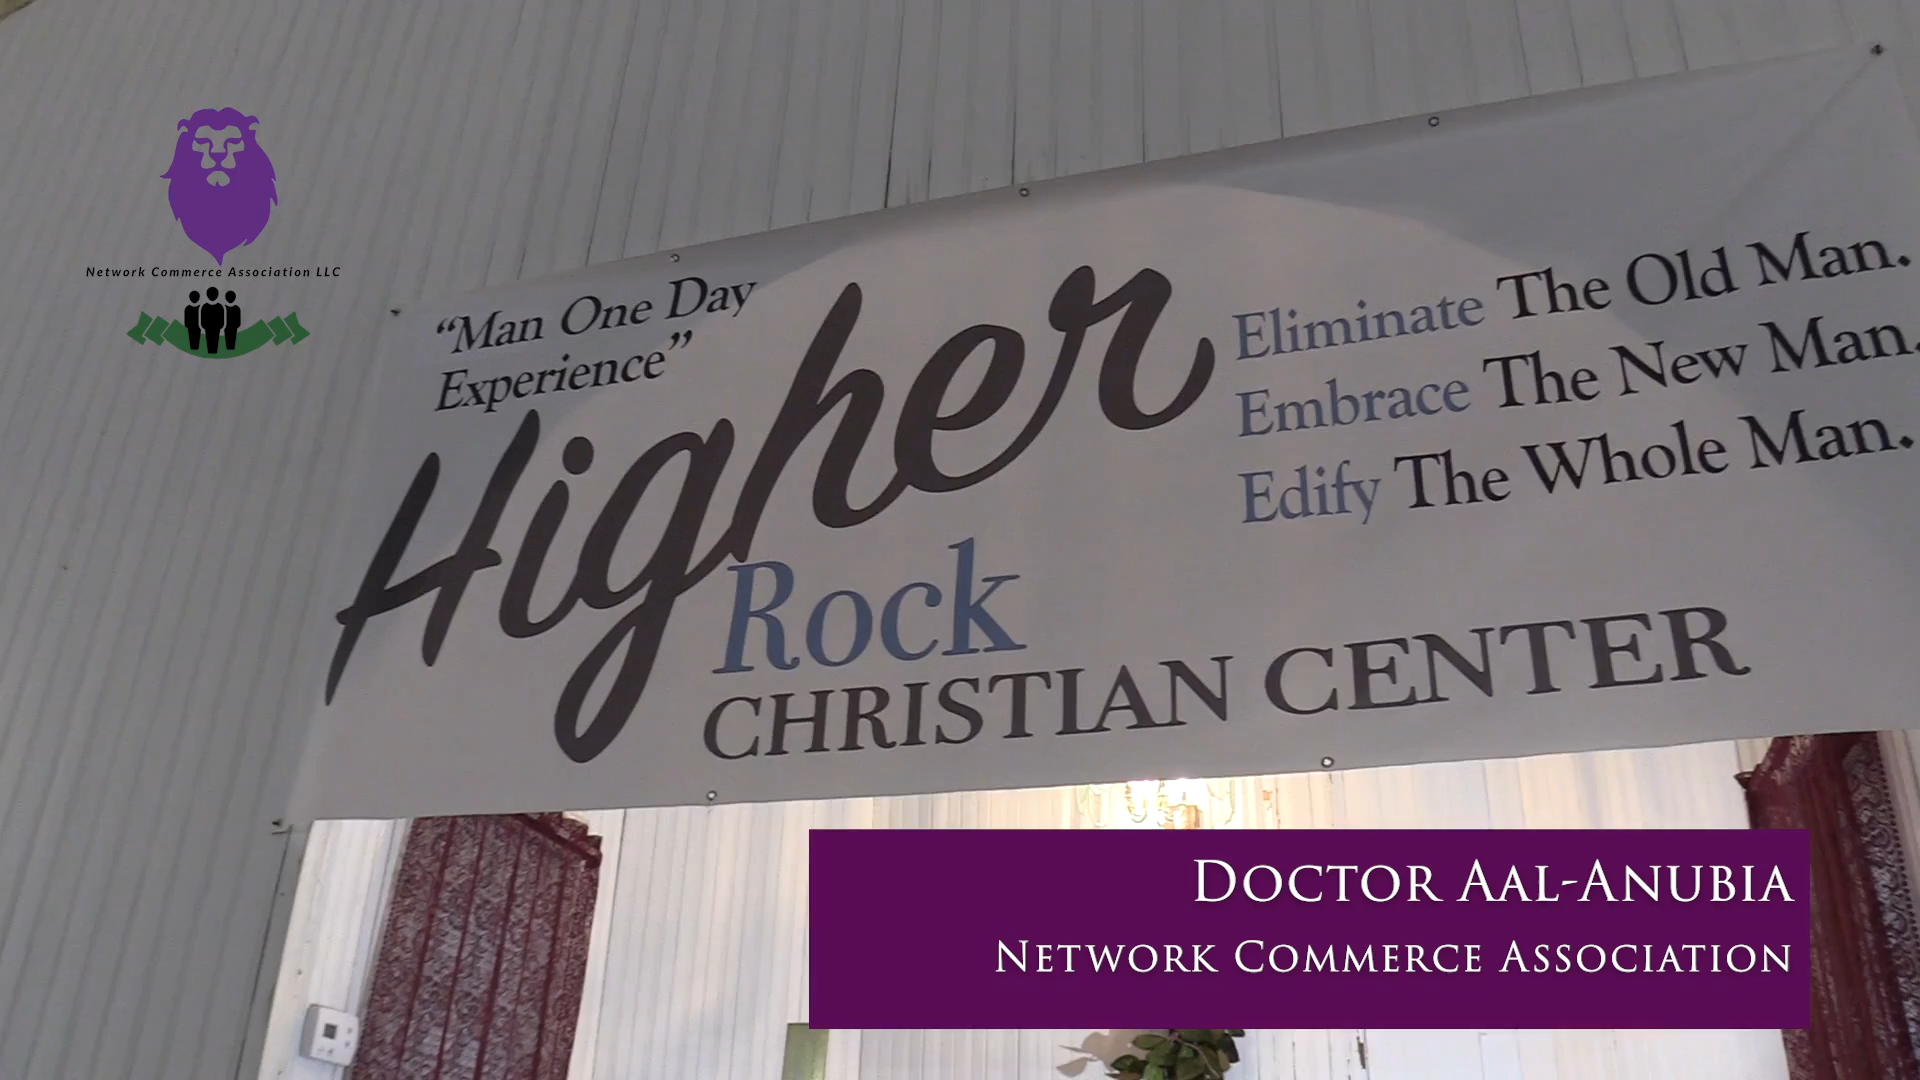 Network Commerce Association LLC
“Man One Day
Experience”
Higher
Rock
CHRISTIAN CENTER
Eliminate The Old Man.
Embrace The New Man.
Edify The Whole Man.
DOCTOR AAL-ANUBIA
NETWORK COMMERCE ASSOCIATION